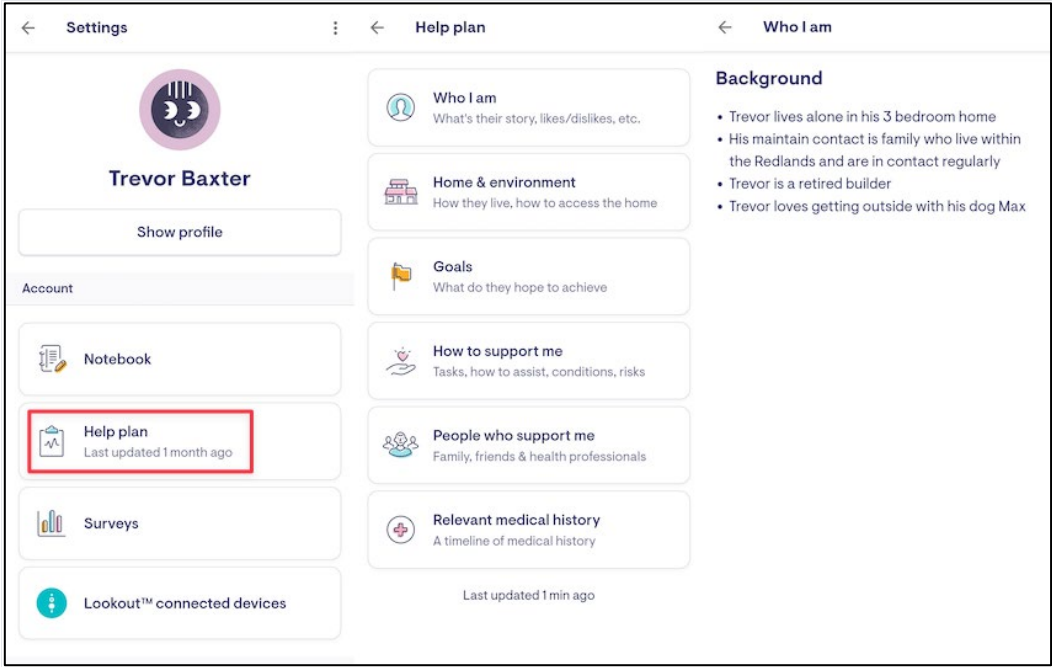 Settings
Trevor Baxter
Show profile
Account
Notebook
Help plan
Last updated 1 month ago
Surveys
Lookout™ connected devices
Help plan
Who I am
What's their story, likes/dislikes, etc.
Home & environment
How they live, how to access the home
Goals
What do they hope to achieve
How to support me
Tasks, how to assist, conditions, risks
People who support me
Family, friends & health professionals
Relevant medical history
A timeline of medical history
Last updated 1 min ago
Who I am
Background
• Trevor lives alone in his 3 bedroom home
• His maintain contact is family who live within
the Redlands and are in contact regularly
• Trevor is a retired builder
• Trevor loves getting outside with his dog Max